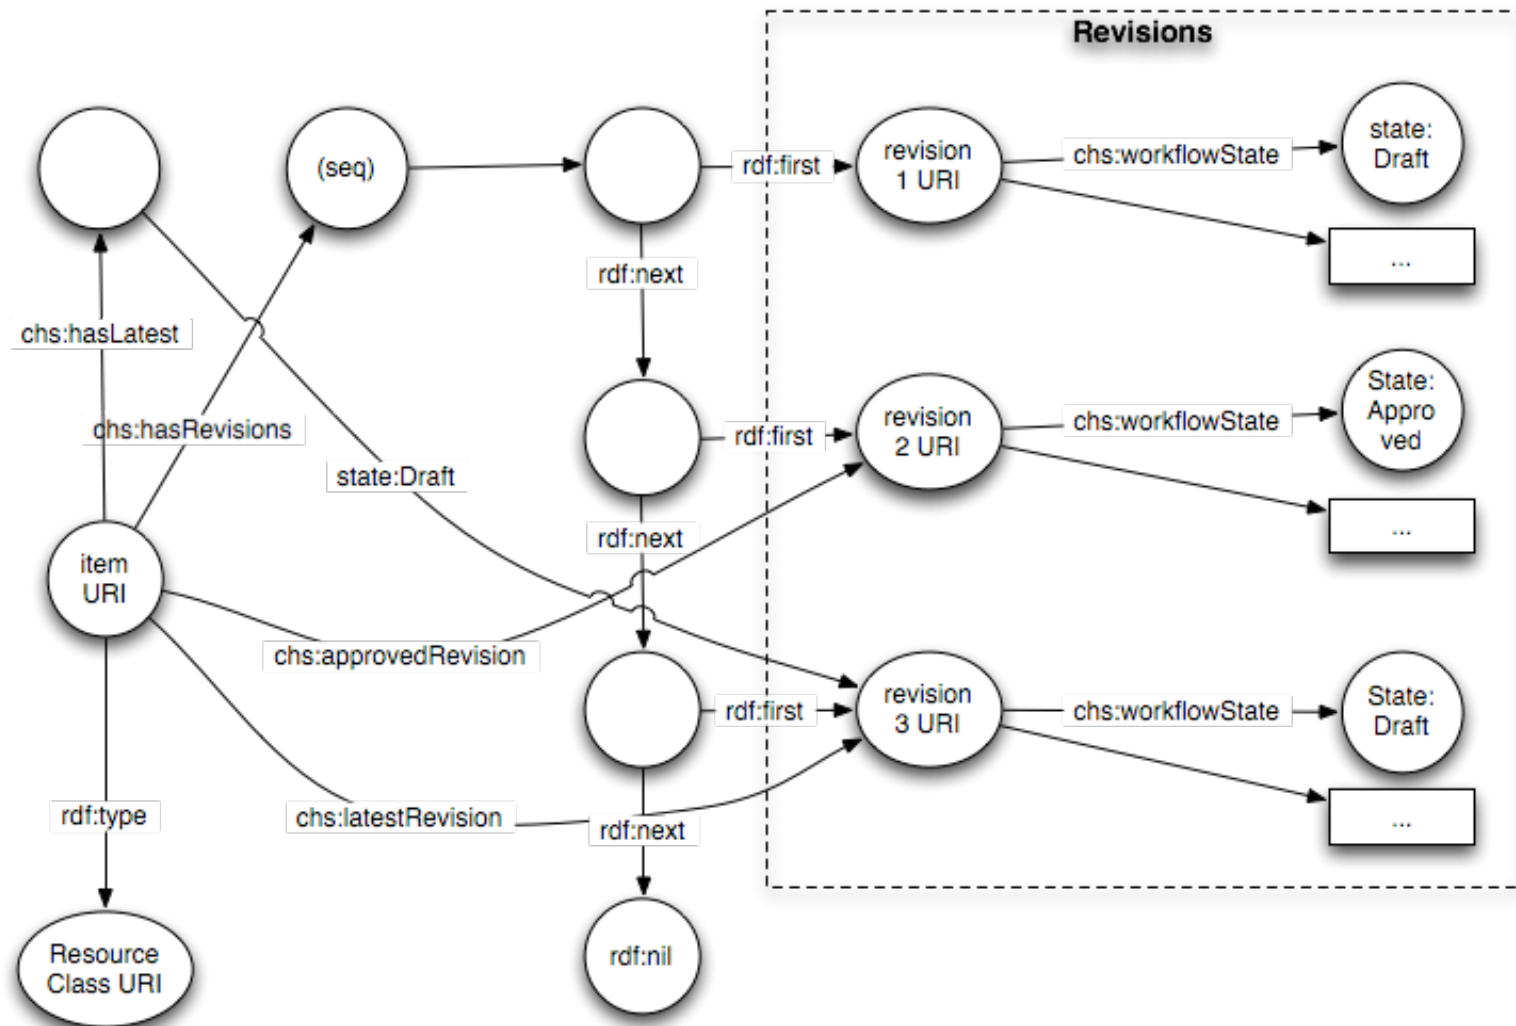 Revisions
(seq)
rdf:first
revision
1 URI
chs:workflowState
state:
Draft
...
rdf:next
chs:hasLatest
chs:hasRevisions
state:Draft
rdf:first
revision
2 URI
chs:workflowState
State:
Appro
ved
...
rdf:next
item
URI
chs:approvedRevision
rdf:first
revision
3 URI
chs:workflowState
State:
Draft
...
rdf:type
chs:latestRevision
rdf:next
Resource
Class URI
rdf:nil